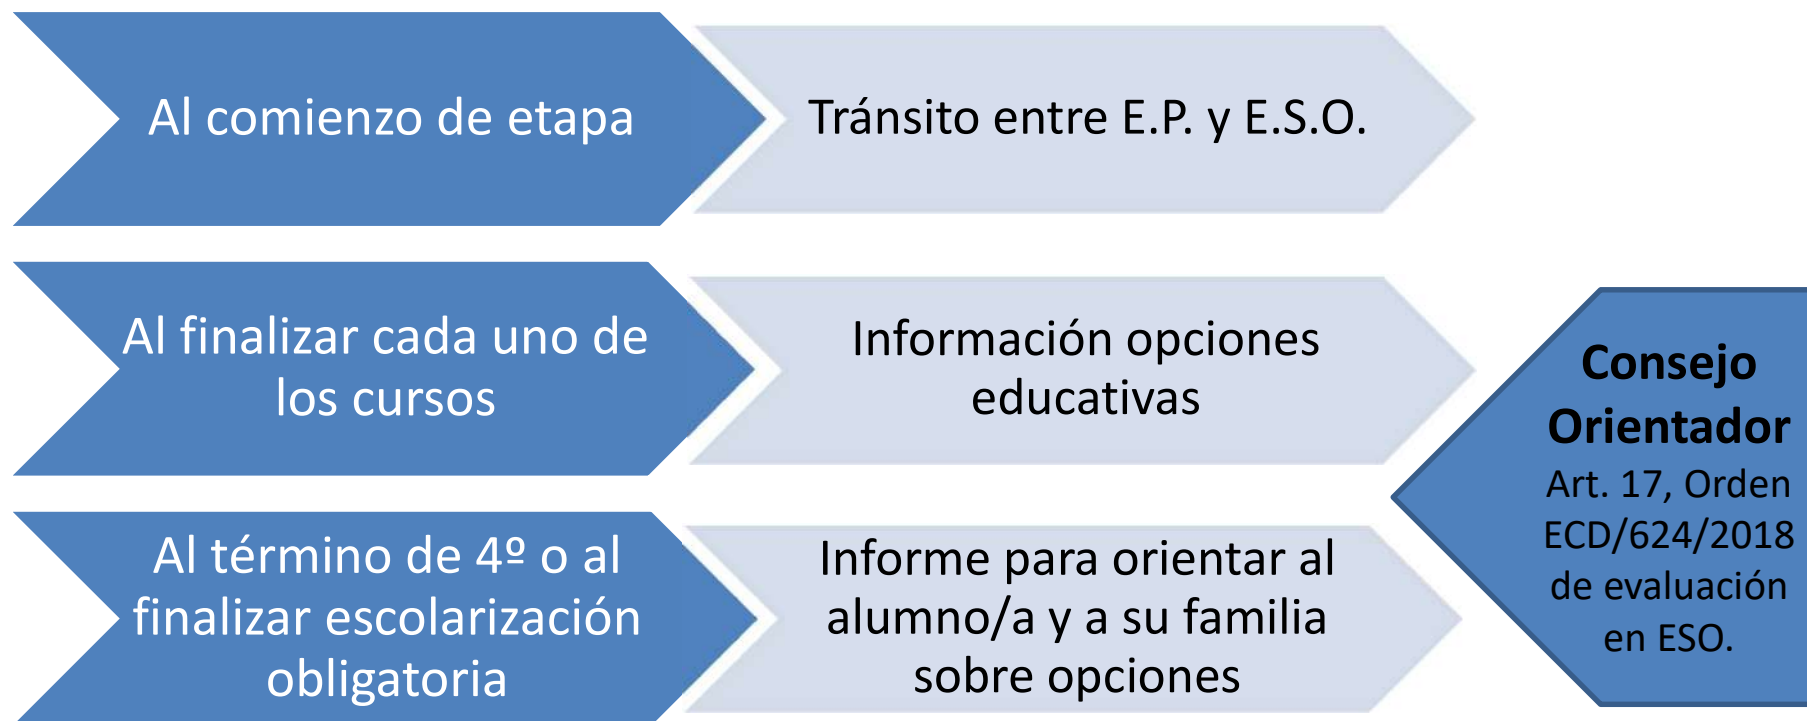 Al comienzo de etapa
Tránsito entre E.P. y E.S.O.
Al finalizar cada uno de
los cursos
Información opciones
educativas
Al término de 4º o al
finalizar escolarización
obligatoria
Informe para orientar al
alumno/a y a su familia
sobre opciones
Consejo
Orientador
Art. 17, Orden
ECD/624/2018
de evaluación
en ESO.